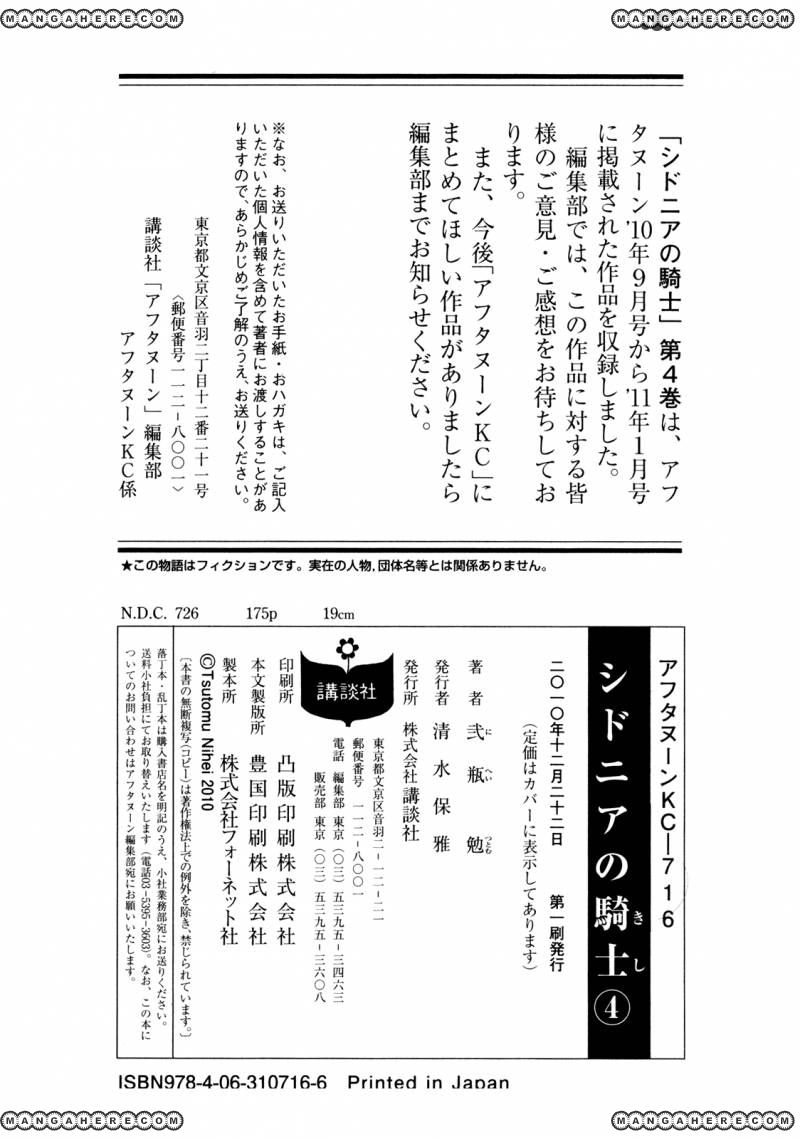 MANGAHERE.COM
MANGAHERE.COM
「シドニアの騎士」第4巻は、アフ
タヌーン'10年9月号から'11年1月号
に掲載された作品を収録しました。
編集部では、この作品に対する皆
様のご意見・ご感想をお待ちしてお
ります。
また、今後「アフタヌーンKC」に
まとめてほしい作品がありましたら
編集部までお知らせください。
※なお、お送りいただいたお手紙・おハガキは、ご記入
いただいた個人情報を含めて著者にお渡しすることがあ
りますので、あらかじめご了解のうえ、お送りください。
東京都文京区音羽二丁目十二番二十一号
〈郵便番号一一二-八〇〇一〉
講談社「アフタヌーン」編集部
アフタヌーンKC係
★この物語はフィクションです。実在の人物,団体名等とは関係ありません。
N.D.C. 726 175p 19cm
アフタヌーンKC―716
シドニアの騎士④
きし
二〇一〇年十二月二十二日 第一刷発行
(定価はカバーに表示してあります)
著者 弐瓶勉
にへい つとむ
発行者 清水保雅
発行所 株式会社講談社
東京都文京区音羽二-一二-二一
郵便番号 一一二-八〇〇一
電話 編集部 東京(〇三)五三九五-三四六三
販売部 東京(〇三)五三九五-三六〇八
講談社
印刷所 凸版印刷株式会社
本文製版所 豊国印刷株式会社
製本所 株式会社フォーネット社
©Tsutomu Nihei 2010
〔本書の無断複写(コピー)は著作権法上での例外を除き、禁じられています。〕
落丁本・乱丁本は購入書店名を明記のうえ、小社業務部宛にお送りください。
送料小社負担にてお取り替えいたします(電話03-5395-3603)。なお、この本に
ついてのお問い合わせはアフタヌーン編集部宛にお願いいたします。
ISBN978-4-06-310716-6 Printed in Japan
MANGAHERE.COM
MANGAHERE.COM